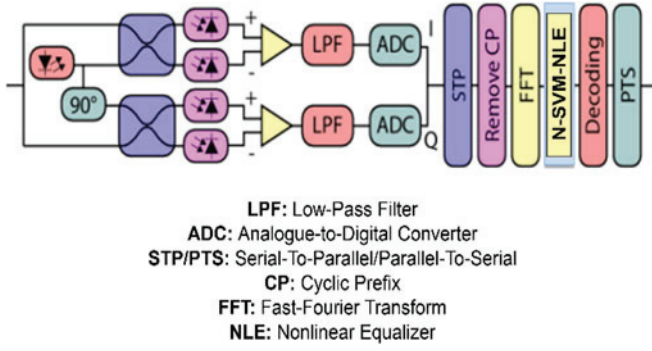 +
-
LPF
ADC
I
90°
+
-
LPF
ADC
Q
STP
Remove CP
FFT
N-SVM-NLE
Decoding
PTS
LPF: Low-Pass Filter
ADC: Analogue-to-Digital Converter
STP/PTS: Serial-To-Parallel/Parallel-To-Serial
CP: Cyclic Prefix
FFT: Fast-Fourier Transform
NLE: Nonlinear Equalizer